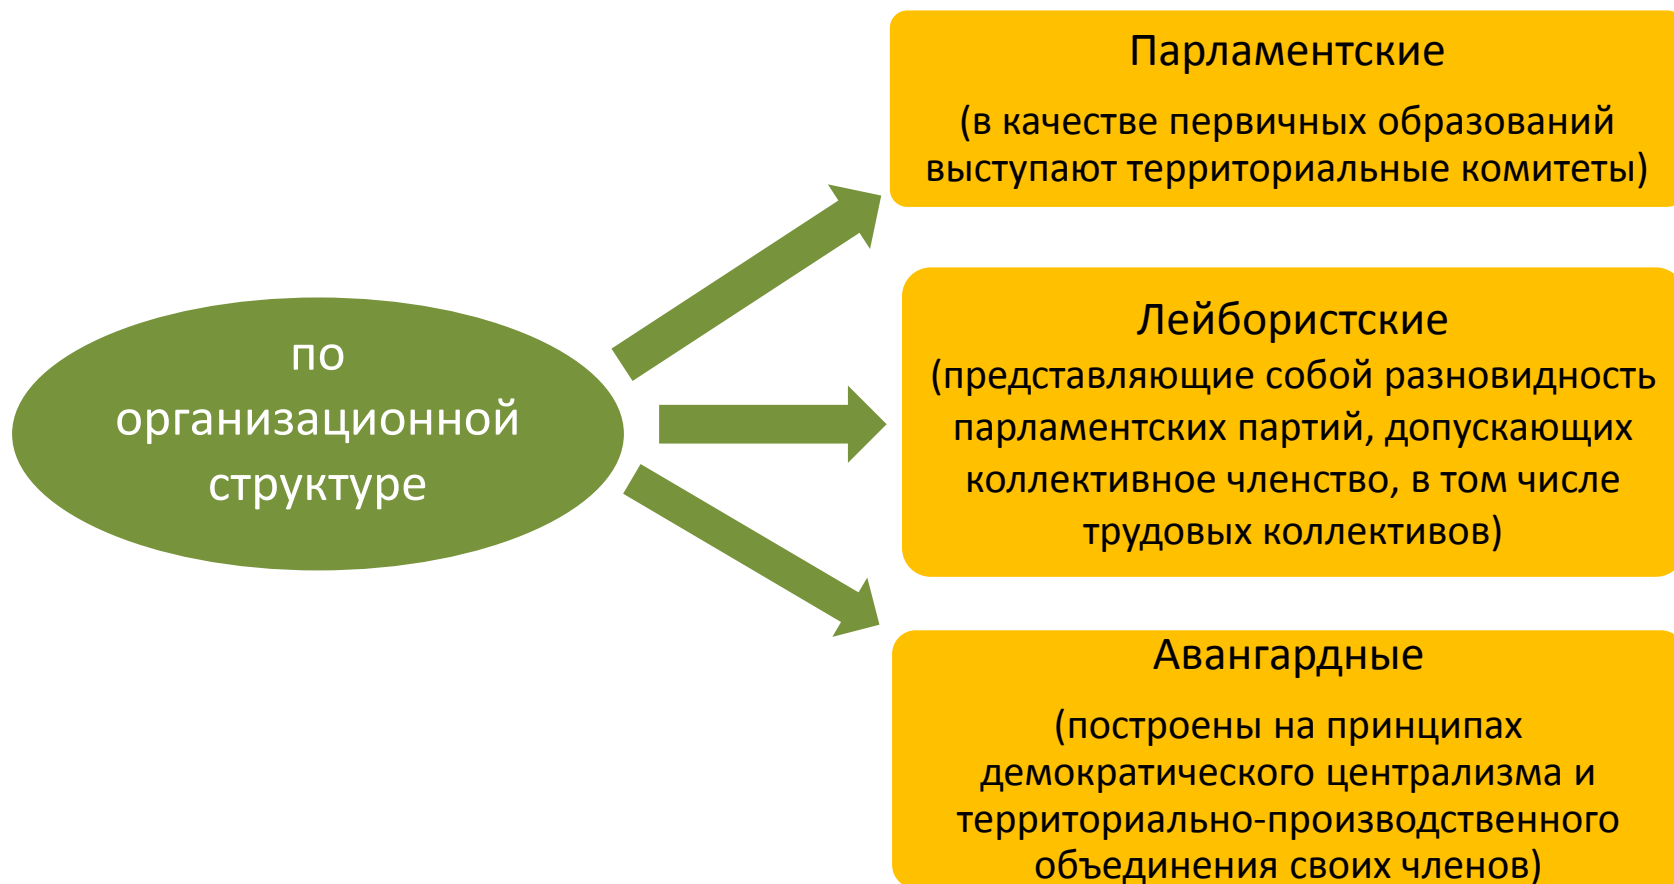 по
организационной
структуре
Парламентские
(в качестве первичных образований
выступают территориальные комитеты)
Лейбористские
(представляющие собой разновидность
парламентских партий, допускающих
коллективное членство, в том числе
трудовых коллективов)
Авангардные
(построены на принципах
демократического централизма и
территориально-производственного
объединения своих членов)